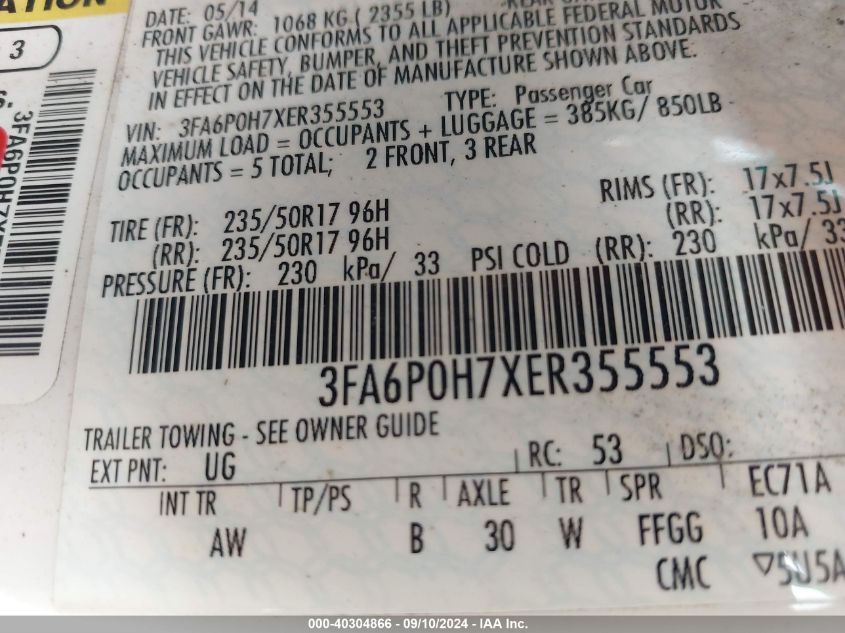 ATION
3
3FA6P0H7X
DATE: 05/14
FRONT GAWR: 1068 KG ( 2355 LB)
THIS VEHICLE CONFORMS TO ALL APPLICABLE FEDERAL MOTOR
VEHICLE SAFETY, BUMPER, AND THEFT PREVENTION STANDARDS
IN EFFECT ON THE DATE OF MANUFACTURE SHOWN ABOVE.
VIN: 3FA6P0H7XER355553 TYPE: Passenger Car
MAXIMUM LOAD = OCCUPANTS + LUGGAGE = 385KG/ 850LB
OCCUPANTS = 5 TOTAL; 2 FRONT, 3 REAR
RIMS (FR): 17x7.5J
TIRE (FR): 235/50R17 96H (RR): 17x7.5J
(RR): 235/50R17 96H
PRESSURE (FR): 230 kPa/ 33 PSI COLD (RR): 230 kPa/ 33
3FA6P0H7XER355553
TRAILER TOWING - SEE OWNER GUIDE
EXT PNT: UG RC: 53 DSO:
INT TR TP/PS R AXLE TR SPR EC71A
AW B 30 W FFGG 10A
CMC ▽5U5A
000-40304866 - 09/10/2024 - IAA Inc.